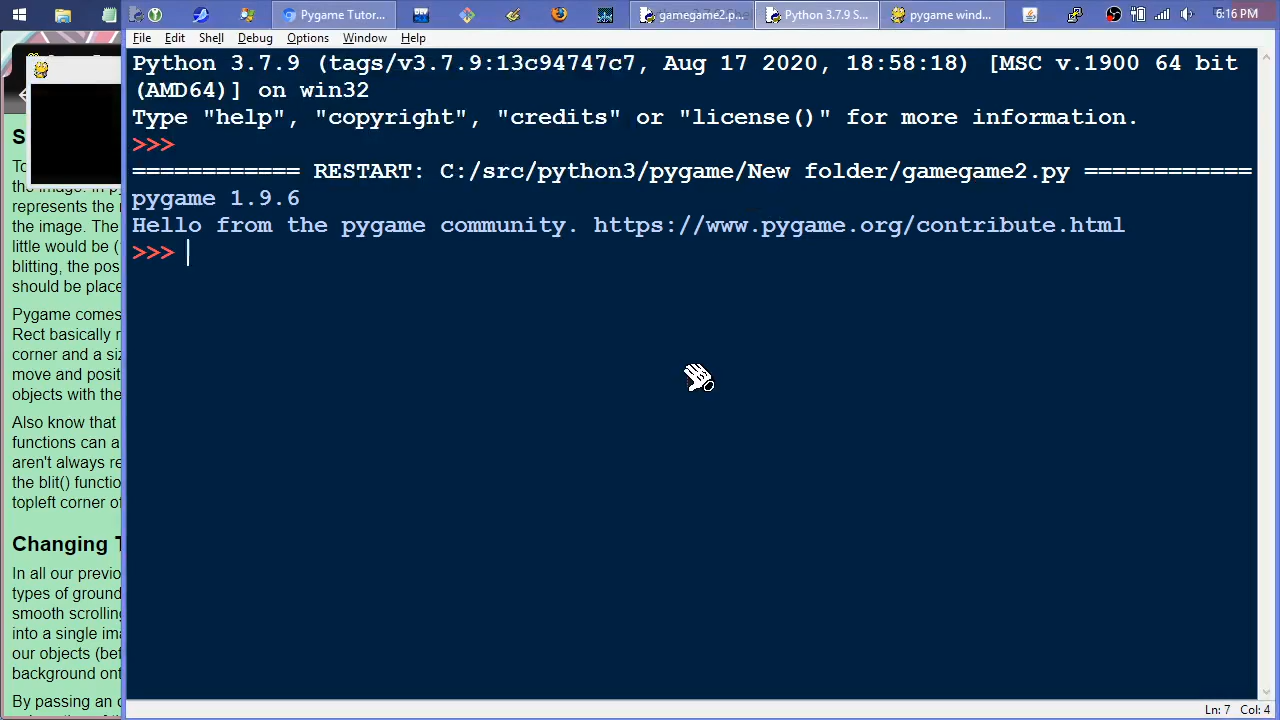 Pygame Tutor...
gamegame2.p...
Python 3.7.9 S...
pygame wind...
6:16 PM
File Edit Shell Debug Options Window Help
Python 3.7.9 (tags/v3.7.9:13c94747c7, Aug 17 2020, 18:58:18) [MSC v.1900 64 bit
(AMD64)] on win32
Type "help", "copyright", "credits" or "license()" for more information.
>>>
============ RESTART: C:/src/python3/pygame/New folder/gamegame2.py ============
pygame 1.9.6
Hello from the pygame community. https://www.pygame.org/contribute.html
>>>
S
To
the image. In p
represents the
the image. The
little would be (
blitting, the pos
should be place
Pygame comes
Rect basically
corner and a siz
move and posit
objects with the
Also know that
functions can a
aren't always re
the blit() functio
topleft corner of
Changing T
In all our previo
types of ground
smooth scrolling
into a single ima
our objects (bef
background ont
By passing an o
Ln: 7 Col: 4